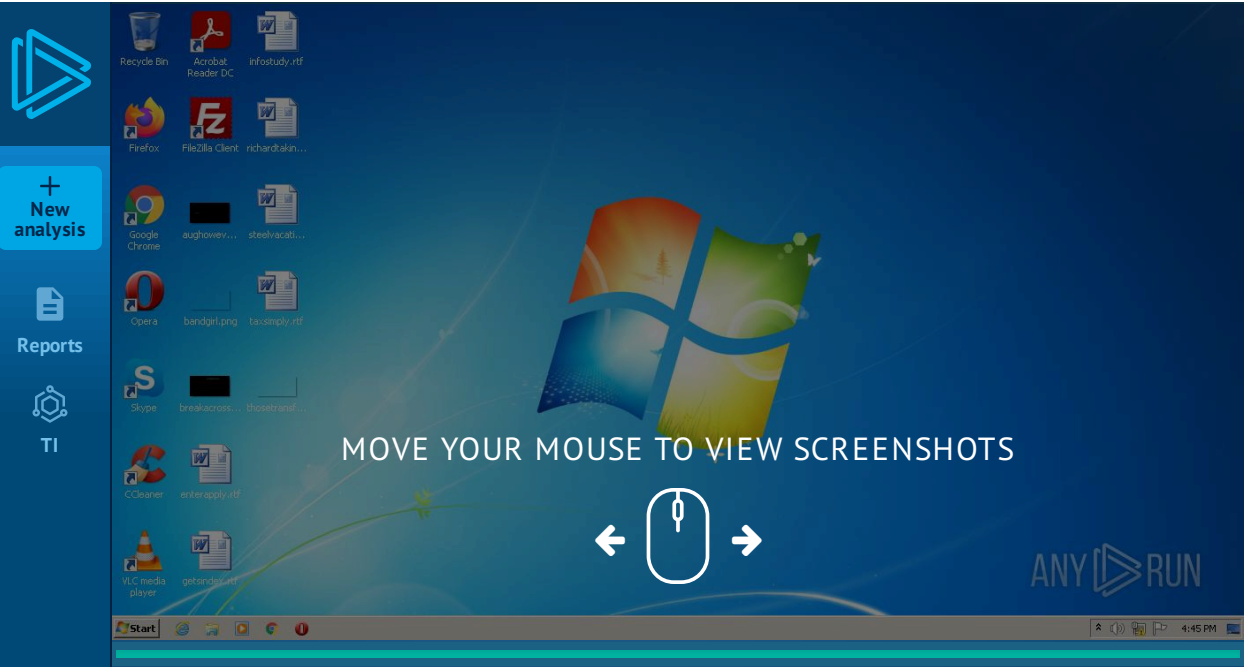 New
analysis
Reports
TI
Recycle Bin
Acrobat
Reader DC
infostudy.rtf
Firefox
FileZilla Client
richardtakin...
Google
Chrome
aughowev...
steelvacati...
Opera
bandgirl.png
taxsimply.rtf
Skype
breakacross...
thosetransf...
CCleaner
enterapply.rtf
VLC media
player
getsindex.rtf
MOVE YOUR MOUSE TO VIEW SCREENSHOTS
ANY RUN
Start
4:45 PM